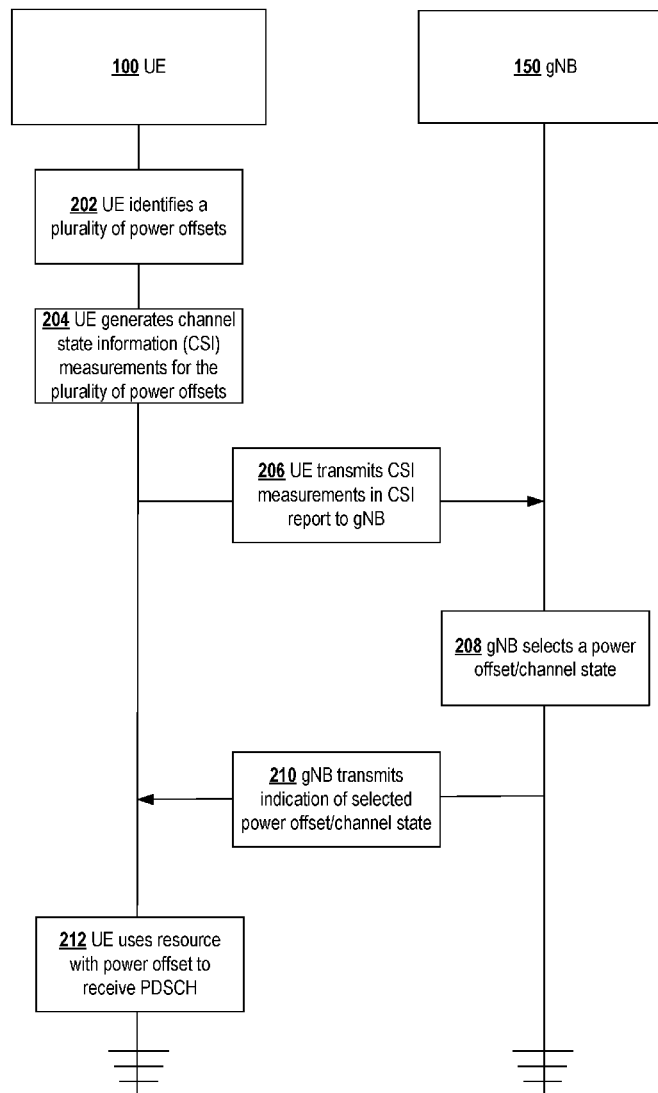 100 UE
150 gNB
202 UE identifies a
plurality of power offsets
204 UE generates channel
state information (CSI)
measurements for the
plurality of power offsets
206 UE transmits CSI
measurements in CSI
report to gNB
208 gNB selects a power
offset/channel state
210 gNB transmits
indication of selected
power offset/channel state
212 UE uses resource
with power offset to
receive PDSCH